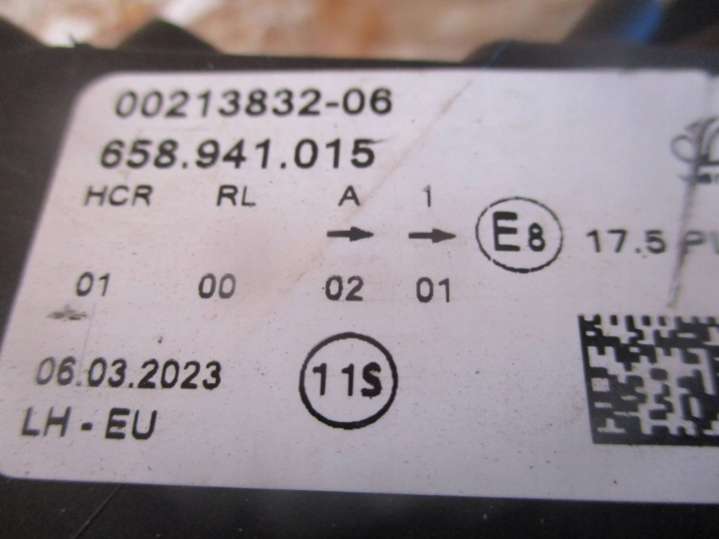 00213832-06
658.941.015
HCR RL A 1
→ → E8 17.5
01 00 02 01
06.03.2023 11S
LH - EU